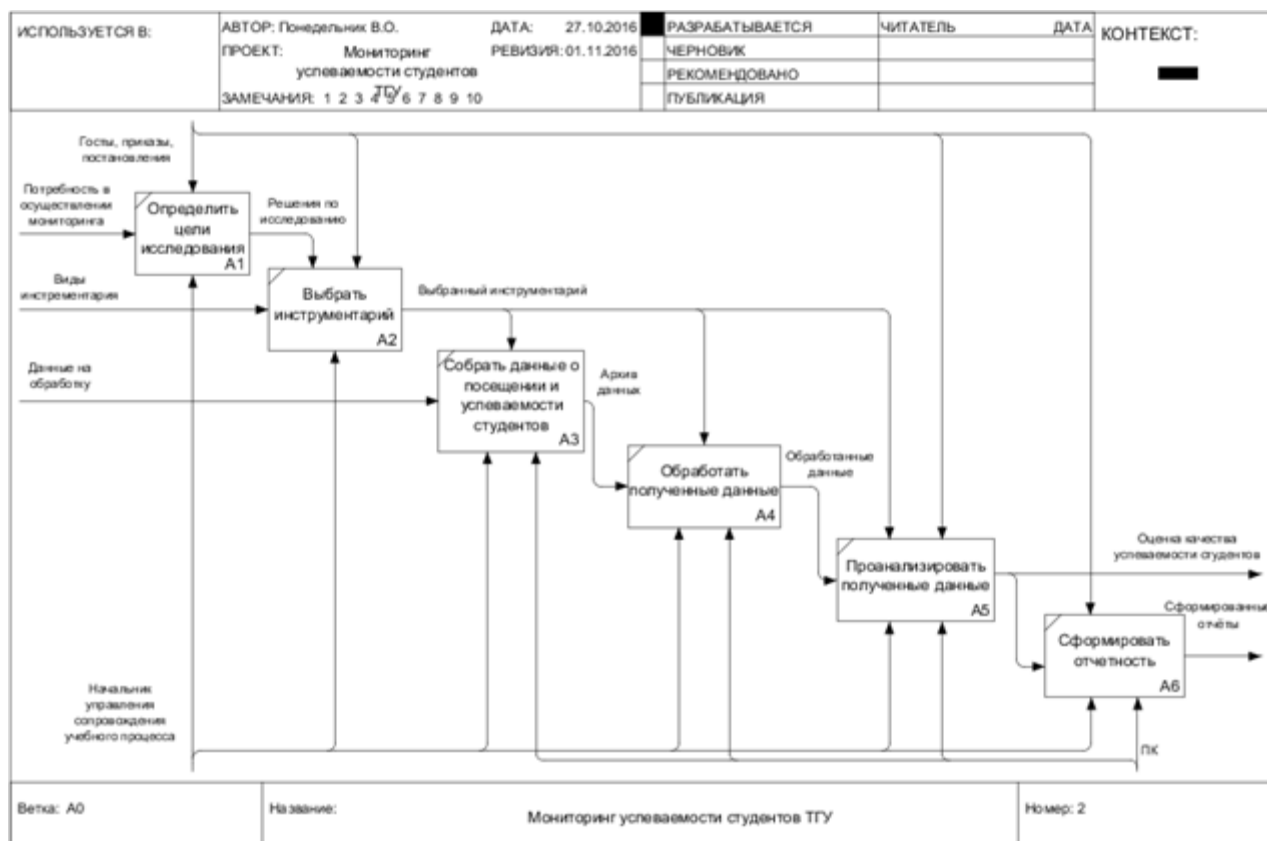 ИСПОЛЬЗУЕТСЯ В:
АВТОР: Понедельник В.О.
ДАТА: 27.10.2016
ПРОЕКТ: Мониторинг
успеваемости студентов
ТГУ
РЕВИЗИЯ: 01.11.2016
ЗАМЕЧАНИЯ: 1 2 3 4 5 6 7 8 9 10
РАЗРАБАТЫВАЕТСЯ
ЧЕРНОВИК
РЕКОМЕНДОВАНО
ПУБЛИКАЦИЯ
ЧИТАТЕЛЬ
ДАТА
КОНТЕКСТ:
Госты, приказы,
постановления
Потребность в
осуществлении
мониторинга
Определить
цели
исследования
A1
Решения по
исследованию
Виды
инстрементария
Выбрать
инструментарий
A2
Выбранный инструментарий
Данные на
обработку
Собрать данные о
посещении и
успеваемости
студентов
A3
Архив
данных
Обработать
полученные данные
A4
Обработанные
данные
Проанализировать
полученные данные
A5
Оценка качества
успеваемости студентов
Сформировать
отчетность
A6
Сформированные
отчёты
Начальник
управления
сопровождения
учебного процесса
ПК
Ветка: A0
Название:
Мониторинг успеваемости студентов ТГУ
Номер: 2